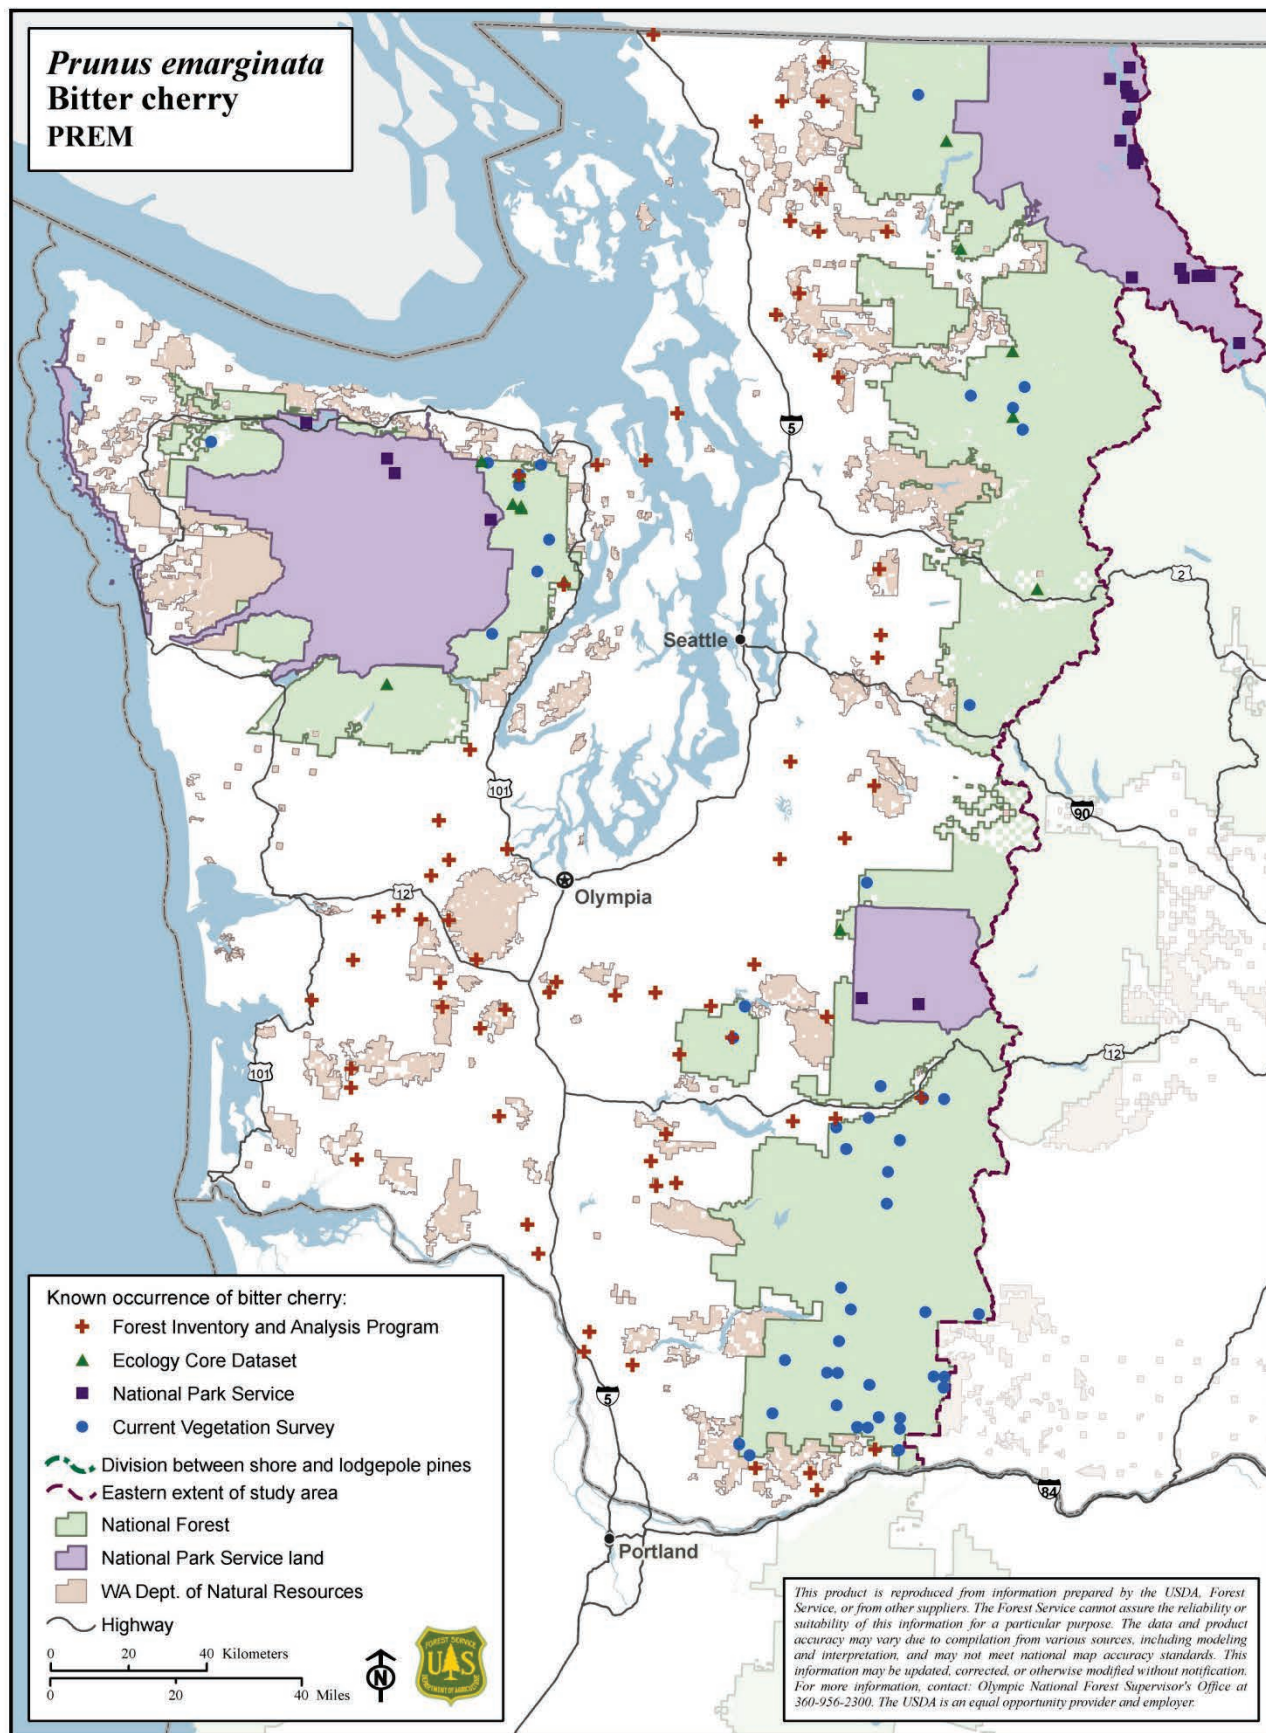 Prunus emarginata
Bitter cherry
PREM
5
2
Seattle
101
90
12
Olympia
101
12
5
84
Portland
Known occurrence of bitter cherry:
Forest Inventory and Analysis Program
Ecology Core Dataset
National Park Service
Current Vegetation Survey
Division between shore and lodgepole pines
Eastern extent of study area
National Forest
National Park Service land
WA Dept. of Natural Resources
Highway
0 20 40 Kilometers
0 20 40 Miles
N
FOREST SERVICE
U S
DEPARTMENT OF AGRICULTURE
This product is reproduced from information prepared by the USDA, Forest
Service, or from other suppliers. The Forest Service cannot assure the reliability or
suitability of this information for a particular purpose. The data and product
accuracy may vary due to compilation from various sources, including modeling
and interpretation, and may not meet national map accuracy standards. This
information may be updated, corrected, or otherwise modified without notification.
For more information, contact: Olympic National Forest Supervisor's Office at
360-956-2300. The USDA is an equal opportunity provider and employer.